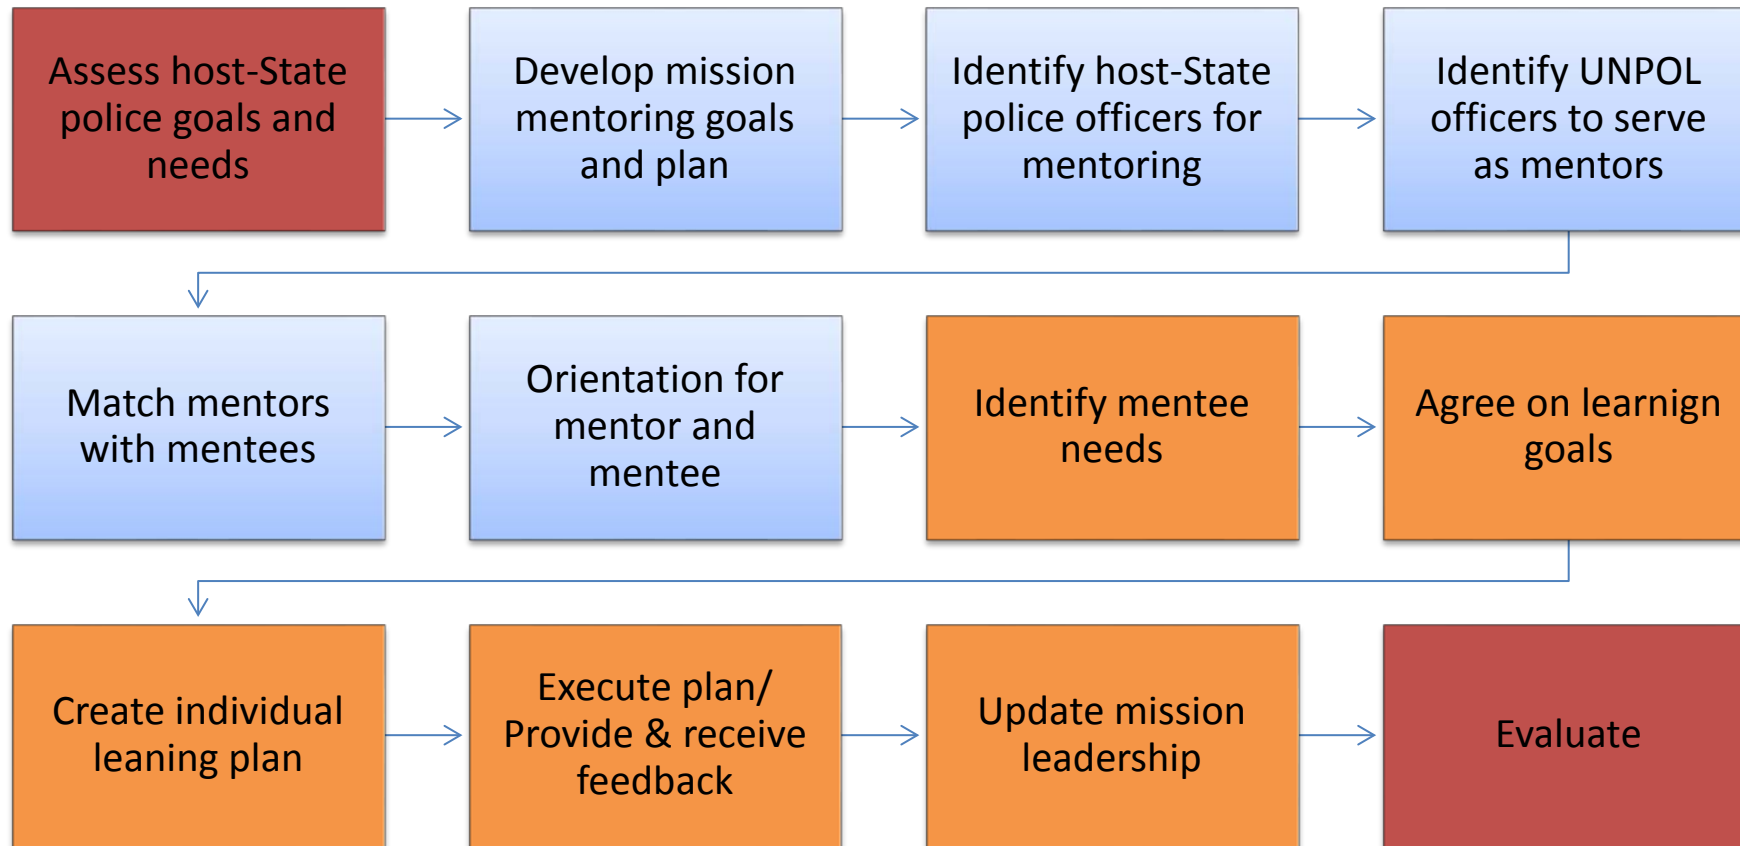 Assess host-State
police goals and
needs
Develop mission
mentoring goals
and plan
Identify host-State
police officers for
mentoring
Identify UNPOL
officers to serve
as mentors
Match mentors
with mentees
Orientation for
mentor and
mentee
Identify mentee
needs
Agree on learnign
goals
Create individual
leaning plan
Execute plan/
Provide & receive
feedback
Update mission
leadership
Evaluate